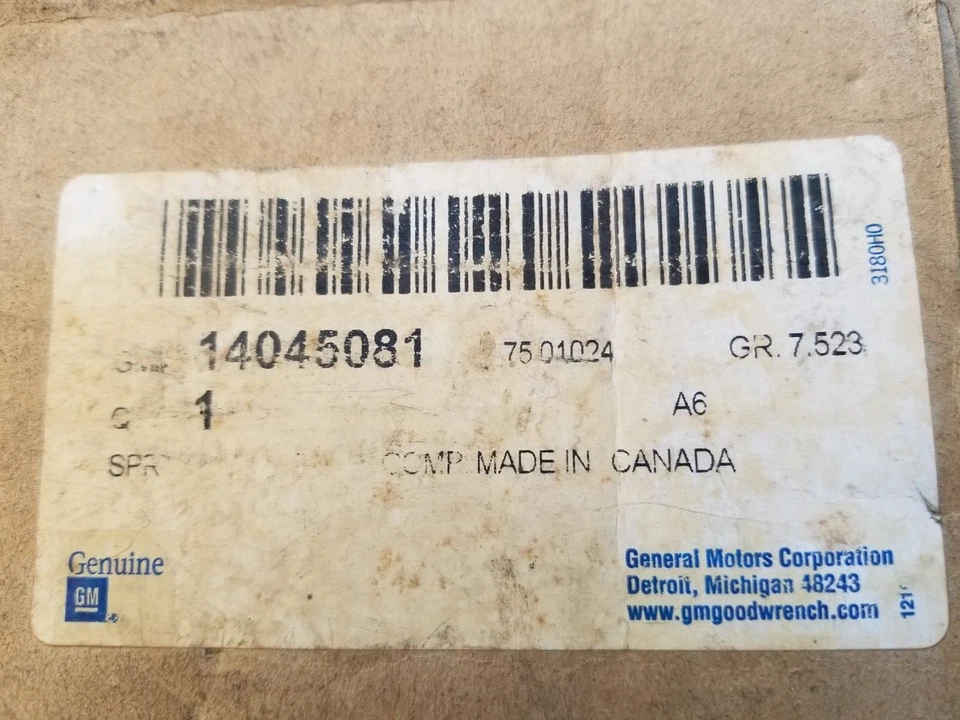 3180H0
14045081 75 01024 GR. 7.523
1
A6
COMP MADE IN CANADA
Genuine
GM
General Motors Corporation
Detroit, Michigan 48243
www.gmgoodwrench.com